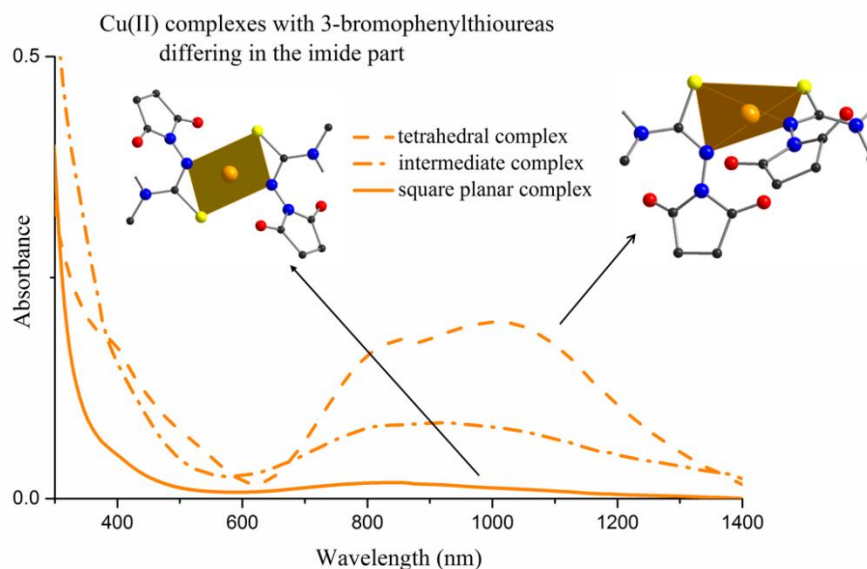 Cu(II) complexes with 3-bromophenylthioureas
differing in the imide part
0.5
tetrahedral complex
intermediate complex
square planar complex
Absorbance
0.0
400
600
800
1000
1200
1400
Wavelength (nm)